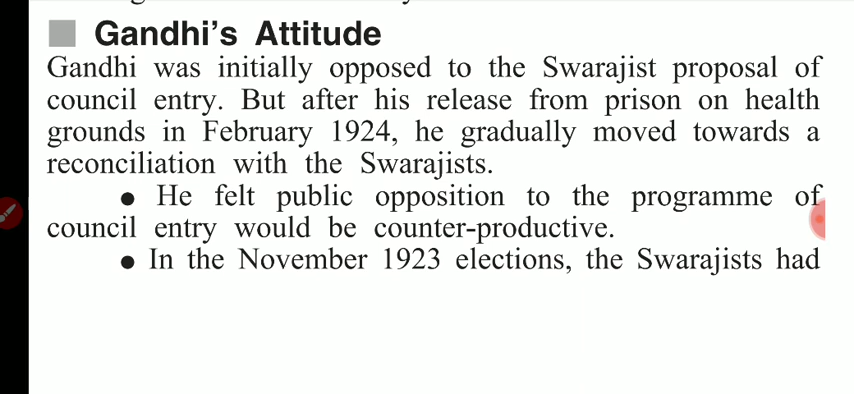 Gandhi's Attitude
Gandhi was initially opposed to the Swarajist proposal of
council entry. But after his release from prison on health
grounds in February 1924, he gradually moved towards a
reconciliation with the Swarajists.
● He felt public opposition to the programme of
council entry would be counter-productive.
● In the November 1923 elections, the Swarajists had